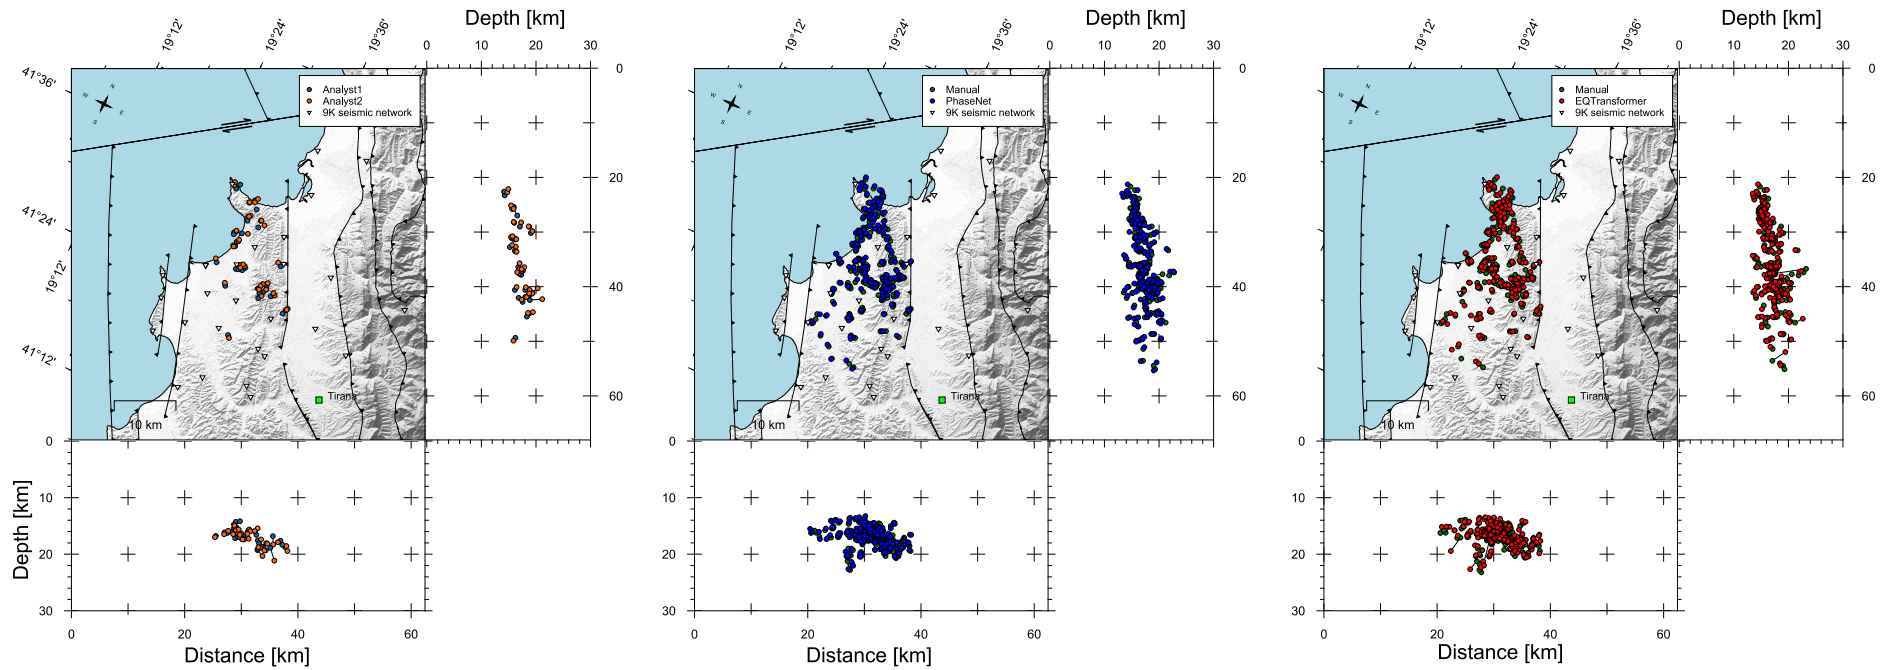 Depth [km]
0 10 20 30
19°12' 19°24' 19°36'
41°36'
41°24'
19°12'
41°12'
N
W E
S
Analyst1
Analyst2
9K seismic network
Tirana
10 km
0
20
40
60
0
10
20
30
Depth [km]
0 20 40 60
Distance [km]
Depth [km]
0 10 20 30
19°12' 19°24' 19°36'
N
W E
S
Manual
PhaseNet
9K seismic network
Tirana
10 km
0
20
40
60
0
10
20
30
0 20 40 60
Distance [km]
Depth [km]
0 10 20 30
19°12' 19°24' 19°36'
N
W E
S
Manual
EQTransformer
9K seismic network
Tirana
10 km
0
20
40
60
0
10
20
30
0 20 40 60
Distance [km]